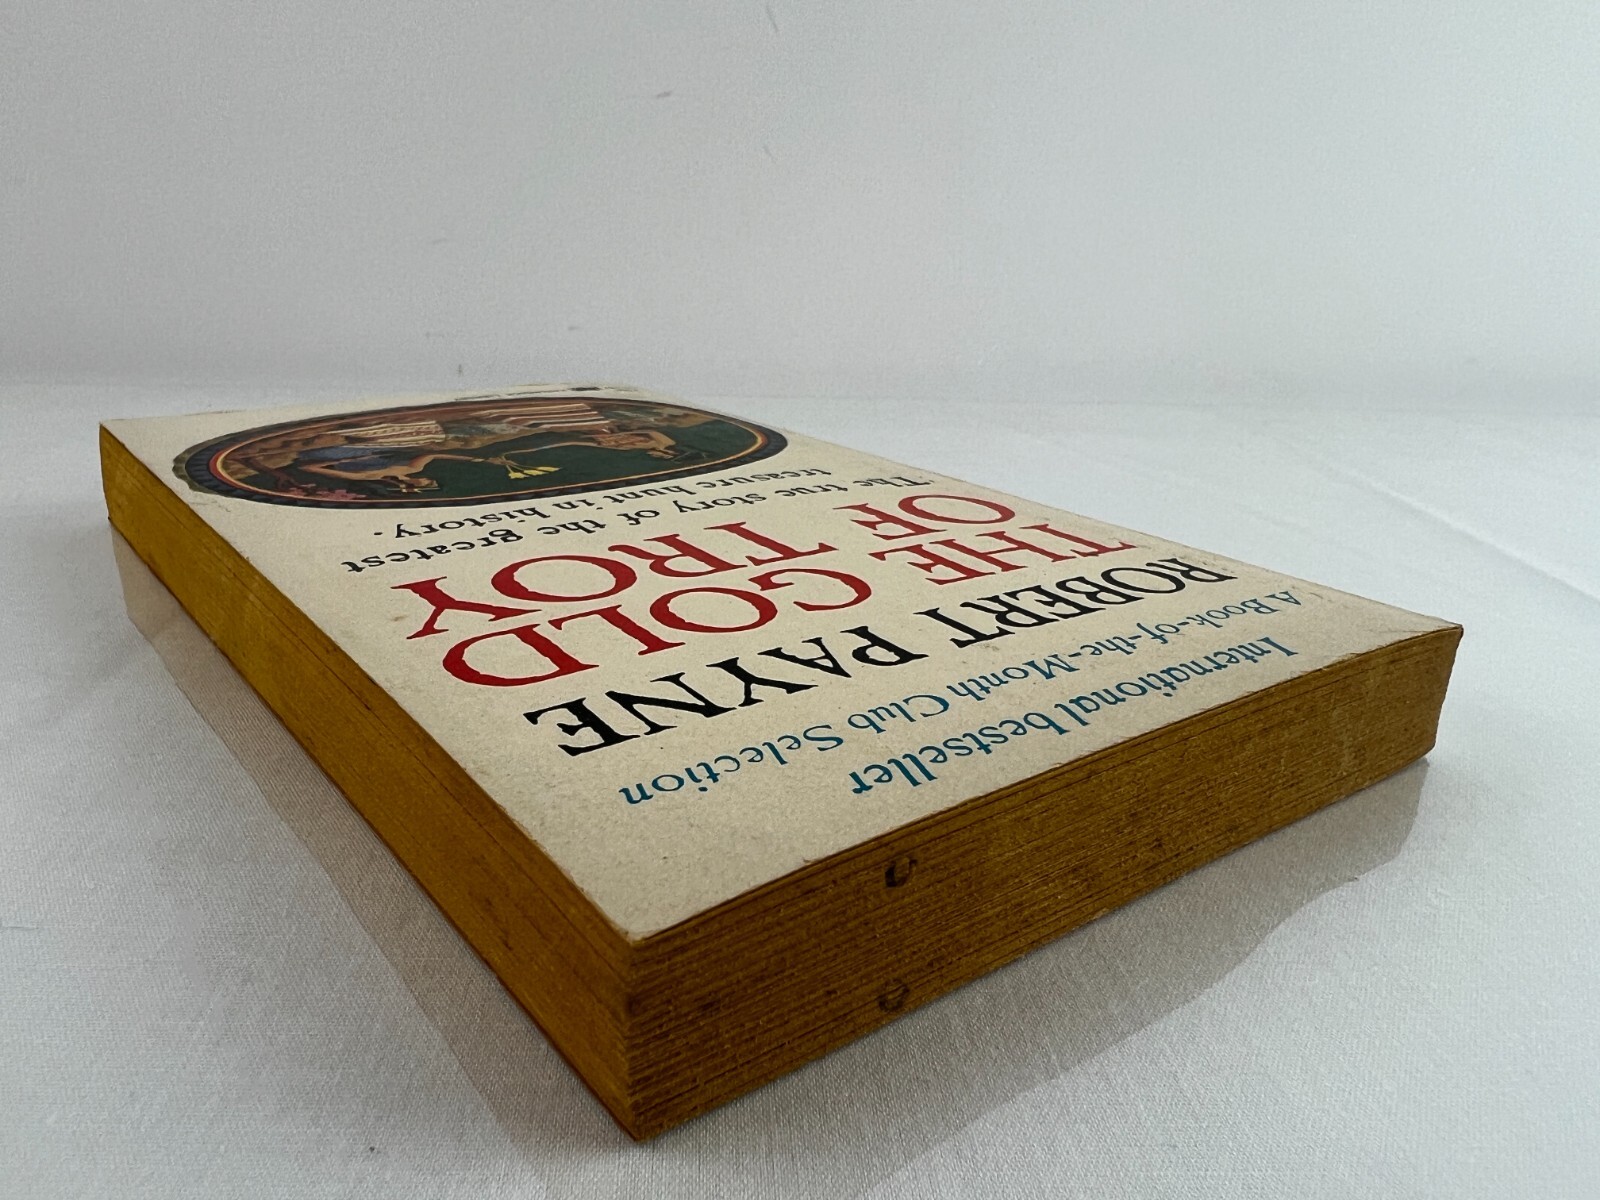 International bestseller
A Book-of-the-Month Club Selection
ROBERT PAYNE
THE GOLD
OF TROY
The true story of the greatest
treasure hunt in history.